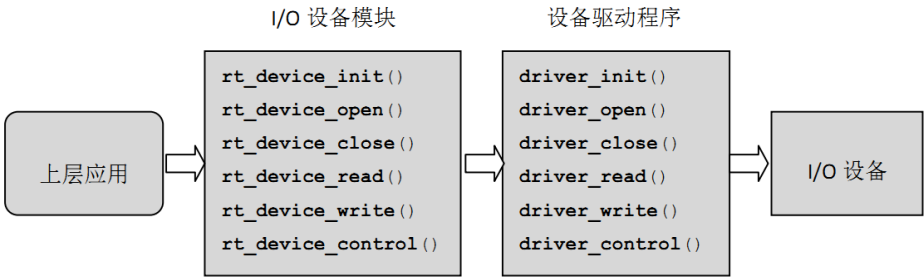 I/O 设备模块
设备驱动程序
上层应用
rt_device_init()
rt_device_open()
rt_device_close()
rt_device_read()
rt_device_write()
rt_device_control()
driver_init()
driver_open()
driver_close()
driver_read()
driver_write()
driver_control()
I/O 设备